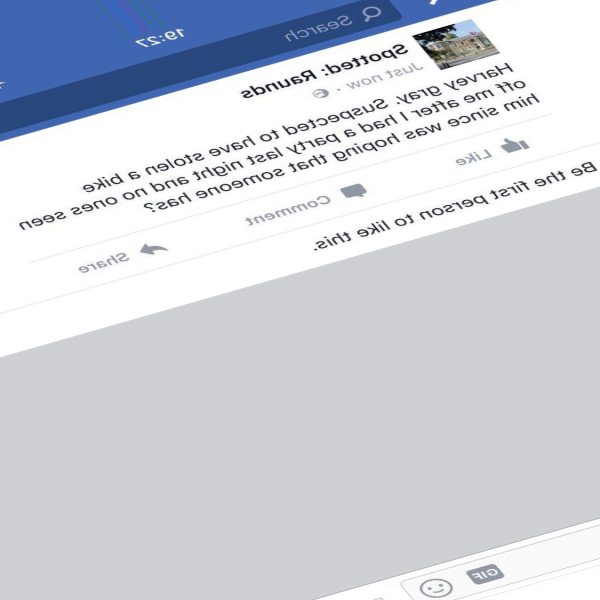 19:27
Search
Spotted: Raunds
Just now
Harvey gray. Suspected to have stolen a bike
off me after I had a party last night and no ones seen
him since was hoping that someone has?
Like Comment Share
Be the first person to like this.
GIF